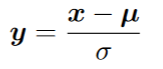 y = (x − μ) / σ